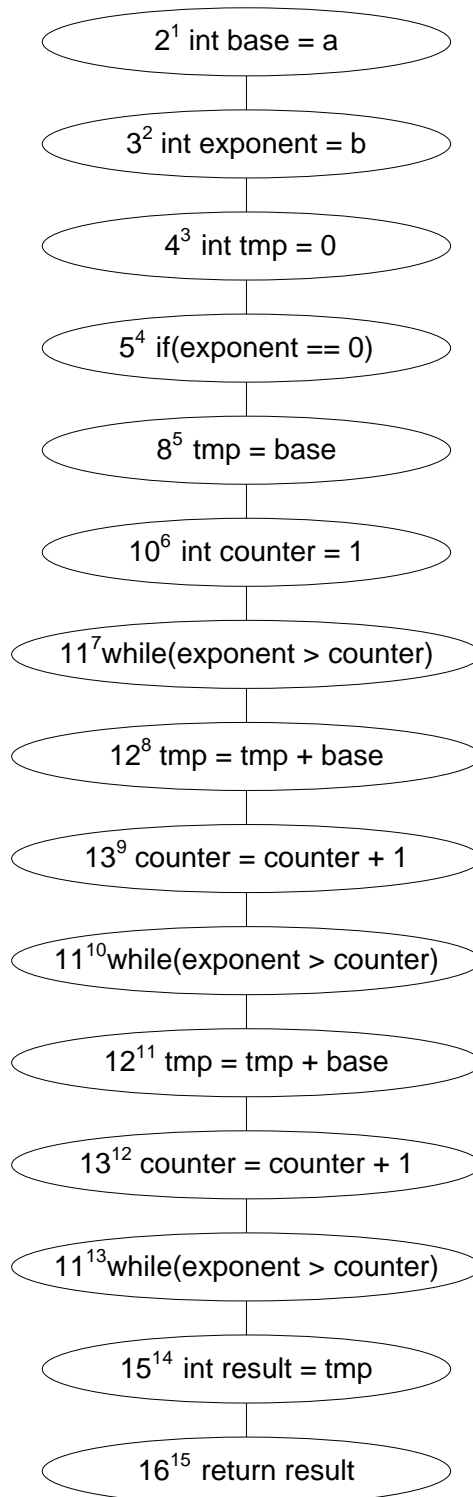 2¹ int base = a
3² int exponent = b
4³ int tmp = 0
5⁴ if(exponent == 0)
8⁵ tmp = base
10⁶ int counter = 1
11⁷while(exponent > counter)
12⁸ tmp = tmp + base
13⁹ counter = counter + 1
11¹⁰while(exponent > counter)
12¹¹ tmp = tmp + base
13¹² counter = counter + 1
11¹³while(exponent > counter)
15¹⁴ int result = tmp
16¹⁵ return result